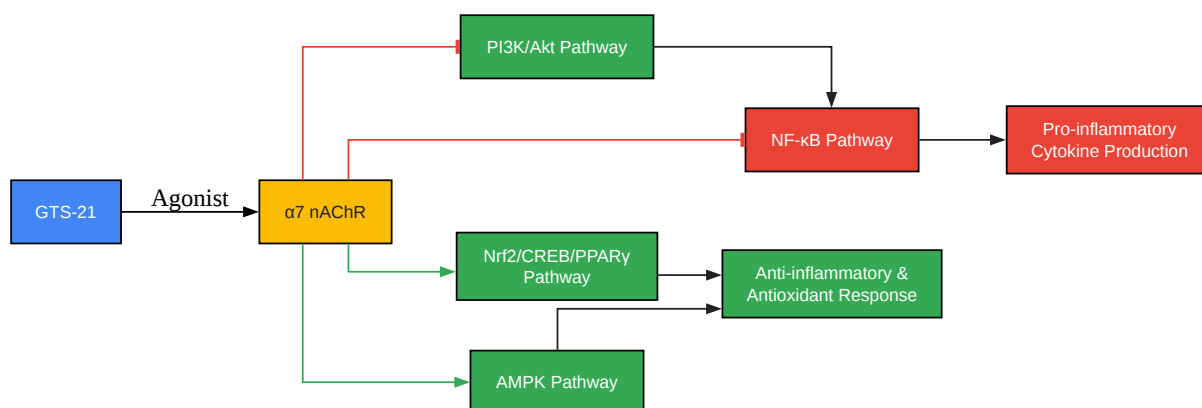 PI3K/Akt Pathway
NF-κB Pathway
Pro-inflammatory
Cytokine Production
GTS-21
Agonist
α7 nAChR
Nrf2/CREB/PPARγ
Pathway
Anti-inflammatory &
Antioxidant Response
AMPK Pathway